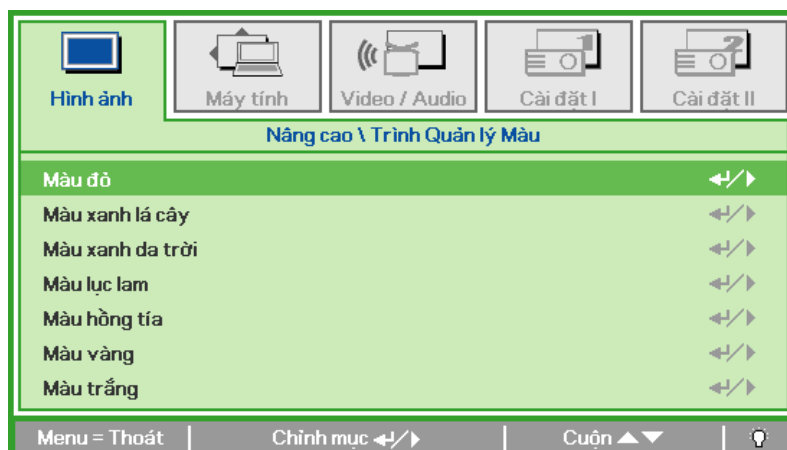 Hình ảnh
Máy tính
Video / Audio
Cài đặt I
Cài đặt II
Nâng cao \ Trình Quản lý Màu
Màu đỏ
Màu xanh lá cây
Màu xanh da trời
Màu lục lam
Màu hồng tía
Màu vàng
Màu trắng
Menu = Thoát
Chỉnh mục
Cuộn